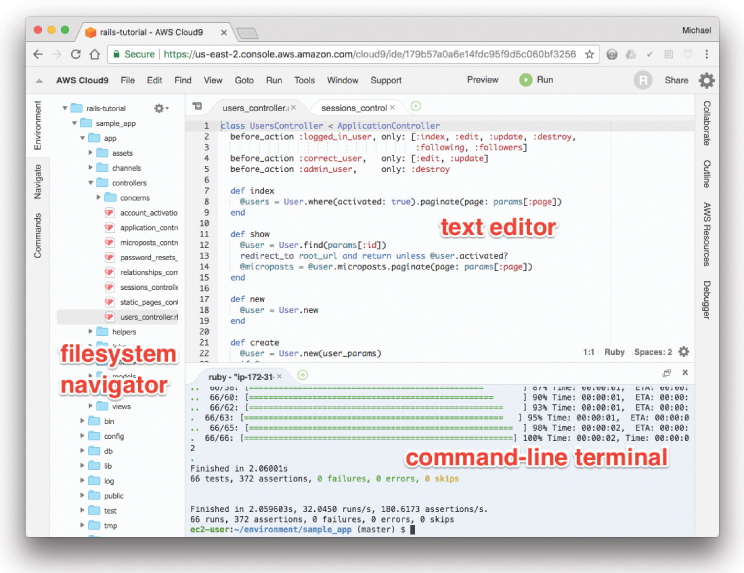 rails-tutorial - AWS Cloud9
Michael
Secure https://us-east-2.console.aws.amazon.com/cloud9/ide/179b57a0a6e14fdc95f9d5c060bf3256
AWS Cloud9 File Edit Find View Goto Run Tools Window Support Preview Run R Share
Environment
Navigate
Commands
rails-tutorial
sample_app
app
assets
channels
controllers
concerns
account_activatio
application_contr
microposts_contr
password_resets_
relationships_con
sessions_controlle
static_pages_cont
users_controller.r
helpers
views
bin
config
db
lib
log
public
test
tmp
filesystem
navigator
users_controller. sessions_control
1 class UsersController < ApplicationController
2 before_action :logged_in_user, only: [:index, :edit, :update, :destroy,
3 :following, :followers]
4 before_action :correct_user, only: [:edit, :update]
5 before_action :admin_user, only: :destroy
6
7 def index
8 @users = User.where(activated: true).paginate(page: params[:page])
9 end
10
11 def show
12 @user = User.find(params[:id])
13 redirect_to root_url and return unless @user.activated?
14 @microposts = @user.microposts.paginate(page: params[:page])
15 end
16
17 def new
18 @user = User.new
19 end
20
21 def create
22 @user = User.new(user_params)
text editor
1:1 Ruby Spaces: 2
Collaborate
Outline
AWS Resources
Debugger
ruby - "ip-172-31-
.. 66/58: [==========] 87% Time: 00:00:01, ETA: 00:00:
.. 66/60: [==========] 90% Time: 00:00:01, ETA: 00:00:
.. 66/62: [==========] 93% Time: 00:00:01, ETA: 00:00:
. 66/63: [==========] 95% Time: 00:00:01, ETA: 00:00:
.. 66/65: [==========] 98% Time: 00:00:02, ETA: 00:00:
. 66/66: [==========] 100% Time: 00:00:02, Time: 00:00:0
2
.
command-line terminal
Finished in 2.06001s
66 tests, 372 assertions, 0 failures, 0 errors, 0 skips
Finished in 2.059603s, 32.0450 runs/s, 180.6173 assertions/s.
66 runs, 372 assertions, 0 failures, 0 errors, 0 skips
ec2-user:~/environment/sample_app (master) $